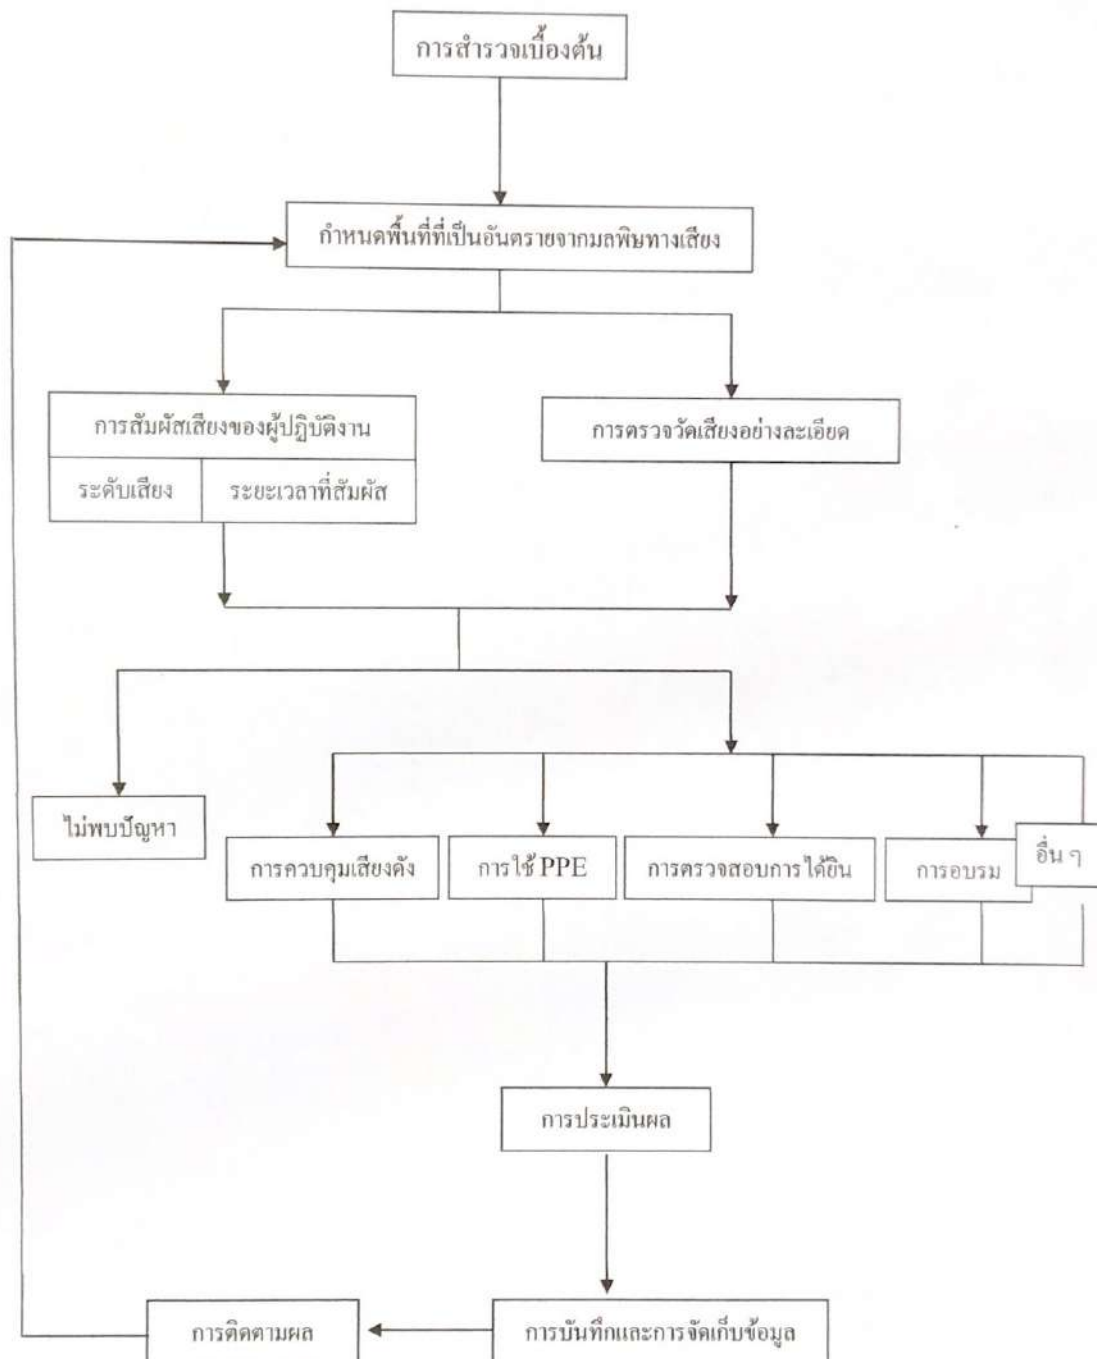 การสำรวจเบื้องต้น
กำหนดพื้นที่ที่เป็นอันตรายจากมลพิษทางเสียง
การสัมผัสเสียงของผู้ปฏิบัติงาน
ระดับเสียง
ระยะเวลาที่สัมผัส
การตรวจวัดเสียงอย่างละเอียด
ไม่พบปัญหา
การควบคุมเสียงดัง
การใช้ PPE
การตรวจสอบการได้ยิน
การอบรม
อื่น ๆ
การประเมินผล
การติดตามผล
การบันทึกและการจัดเก็บข้อมูล